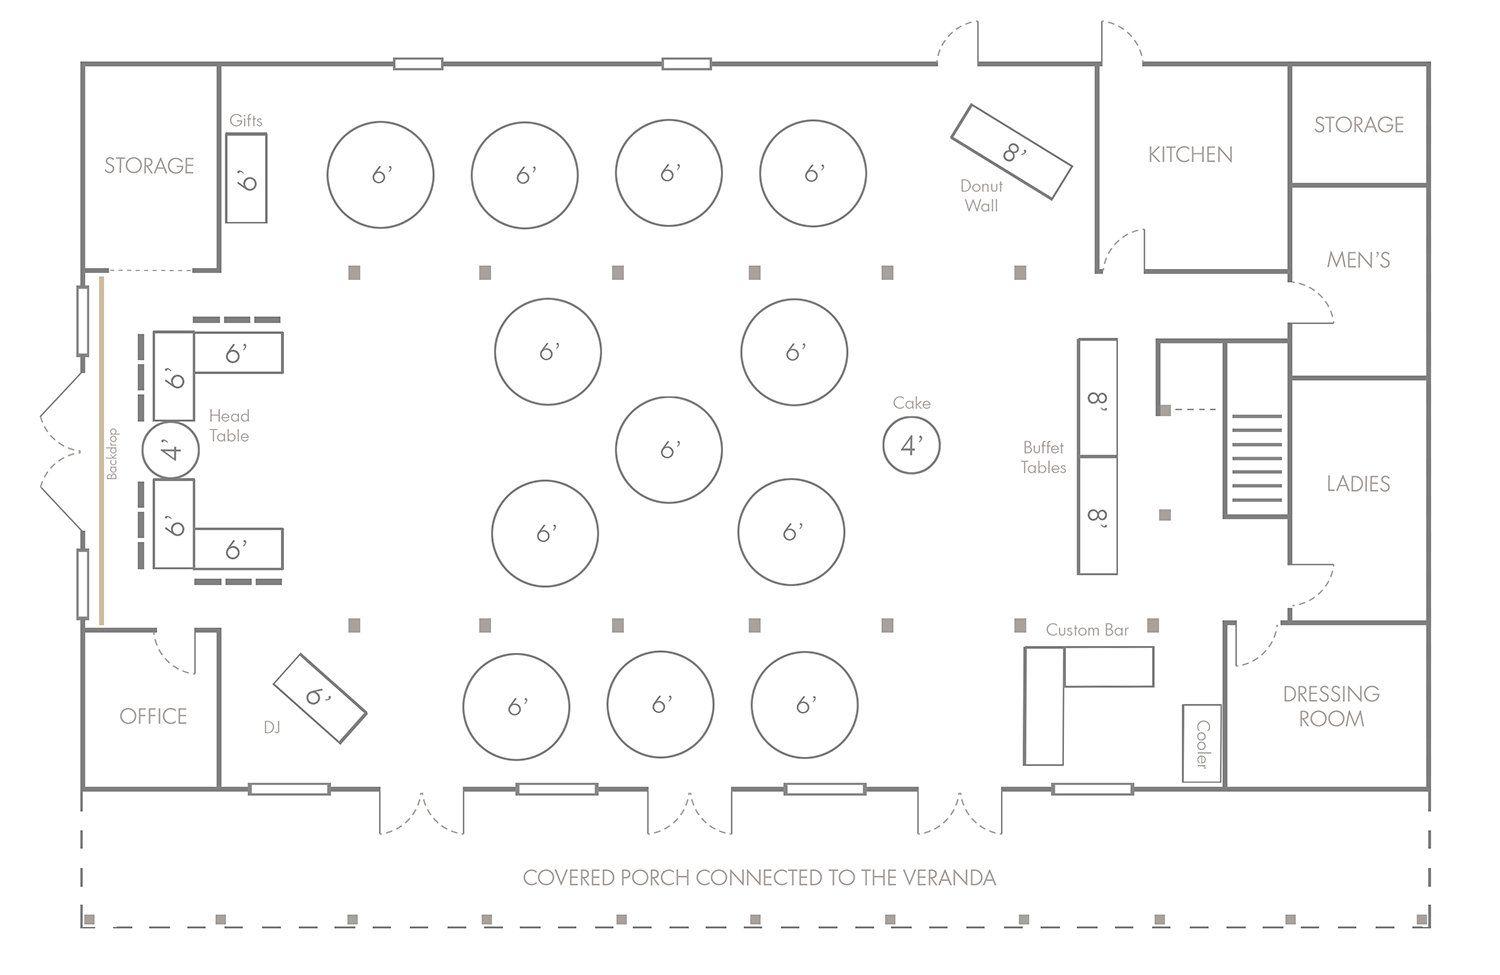 Gifts
STORAGE
6'
6'
6'
6'
6'
8'
Donut
Wall
KITCHEN
STORAGE
MEN'S
6'
6'
Head
Table
4'
6'
6'
Backdrop
6'
6'
6'
6'
6'
Cake
4'
Buffet
Tables
8'
8'
LADIES
OFFICE
DJ
6'
6'
6'
6'
Custom Bar
Cooler
DRESSING
ROOM
COVERED PORCH CONNECTED TO THE VERANDA